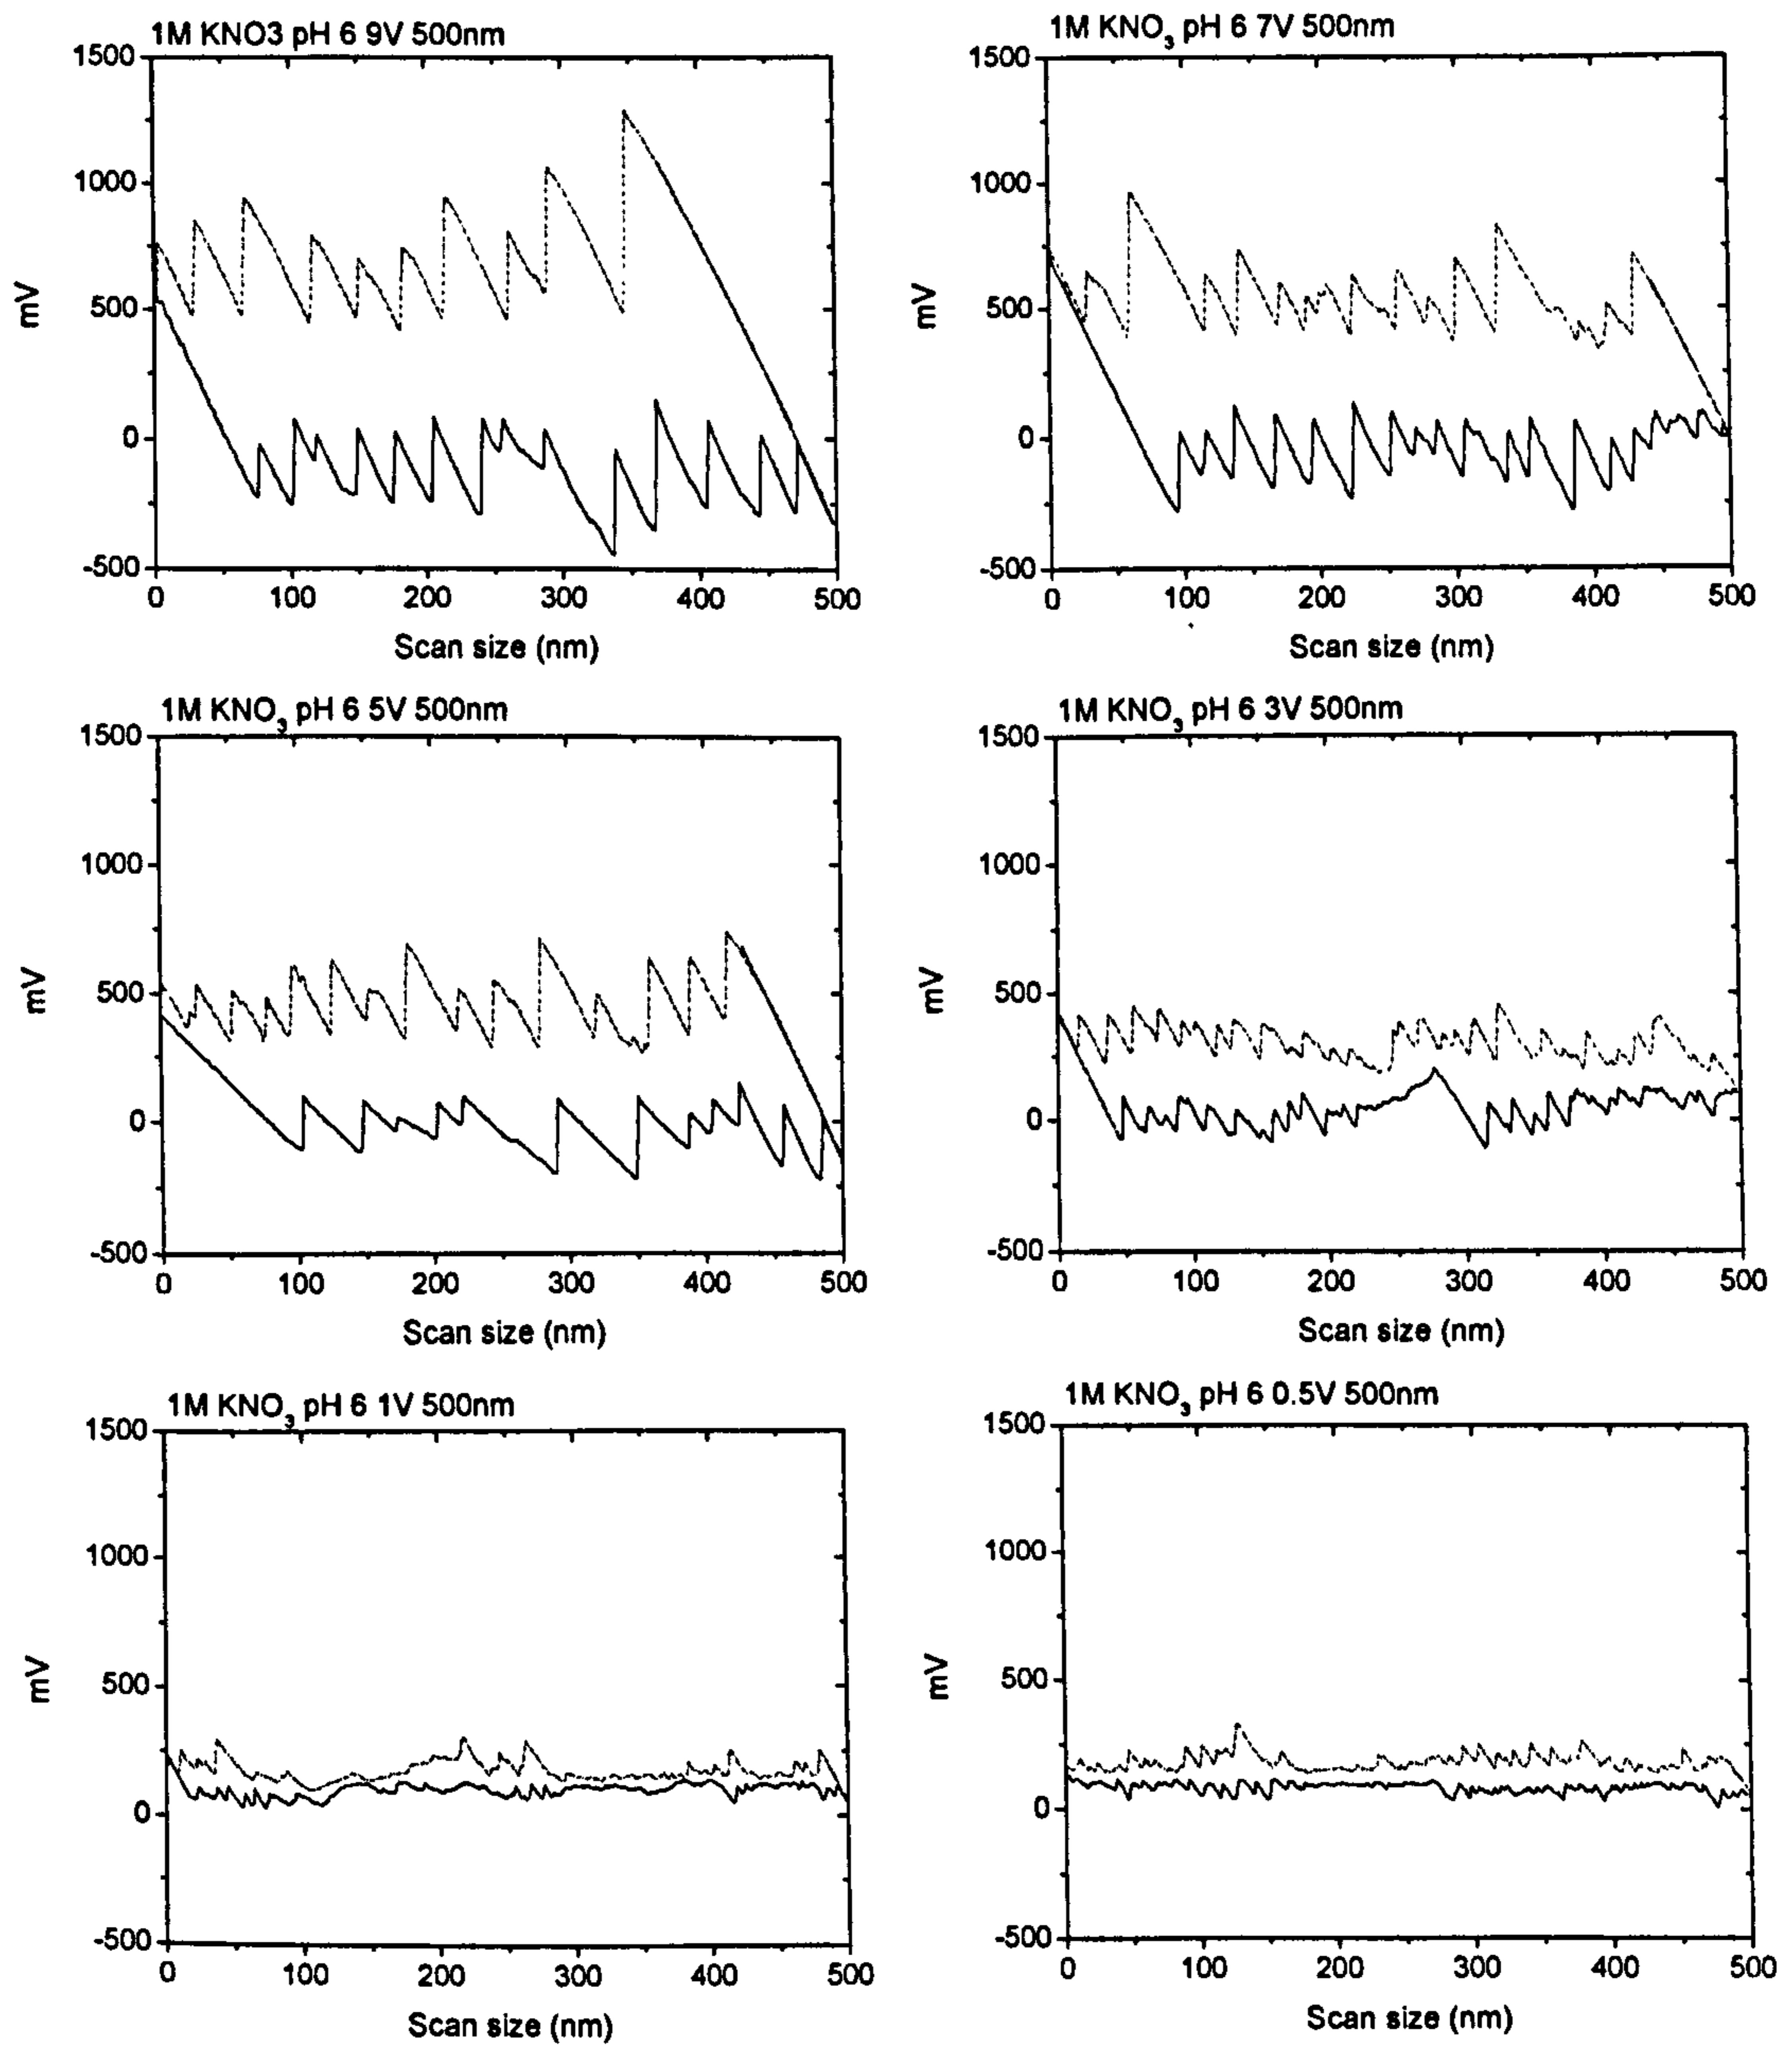 1M KNO3 pH 6 9V 500nm
1500
1000
500
0
-500
mV
0 100 200 300 400 500
Scan size (nm)
1M KNO₃ pH 6 7V 500nm
1500
1000
500
0
-500
mV
0 100 200 300 400 500
Scan size (nm)
1M KNO₃ pH 6 5V 500nm
1500
1000
500
0
-500
mV
0 100 200 300 400 500
Scan size (nm)
1M KNO₃ pH 6 3V 500nm
1500
1000
500
0
-500
mV
0 100 200 300 400 500
Scan size (nm)
1M KNO₃ pH 6 1V 500nm
1500
1000
500
0
-500
mV
0 100 200 300 400 500
Scan size (nm)
1M KNO₃ pH 6 0.5V 500nm
1500
1000
500
0
-500
mV
0 100 200 300 400 500
Scan size (nm)